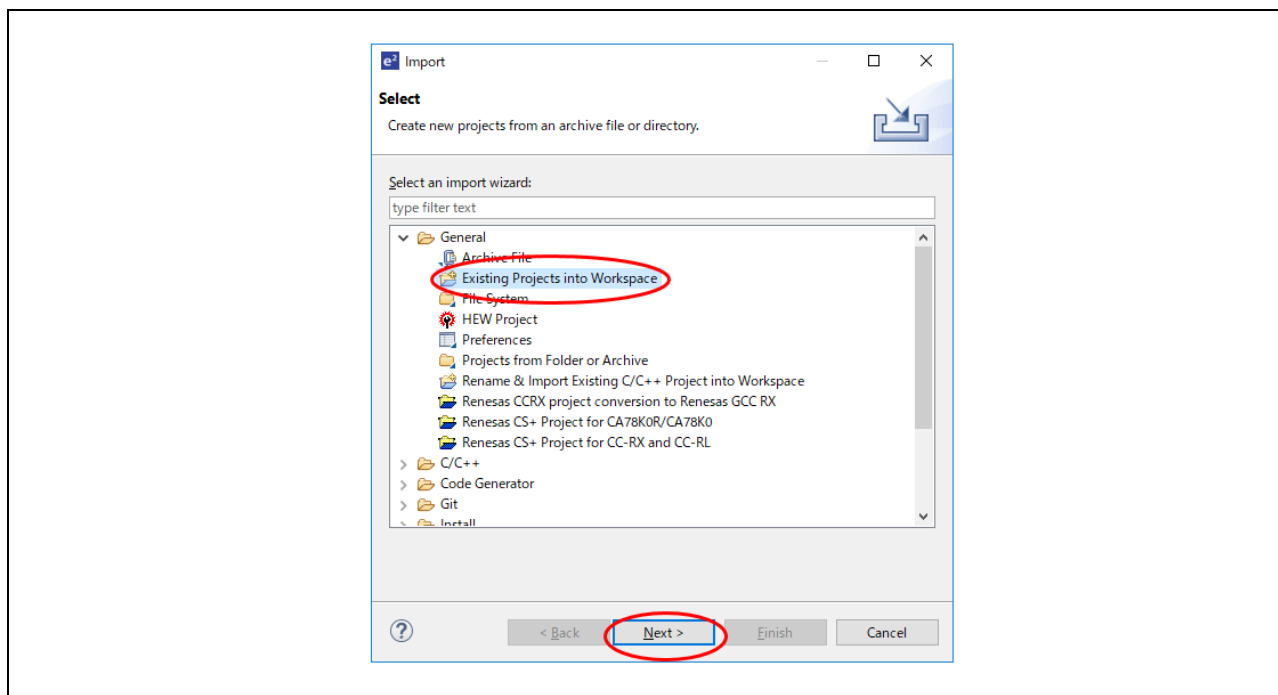 e² Import
Select
Create new projects from an archive file or directory.
Select an import wizard:
type filter text
General
Archive File
Existing Projects into Workspace
File System
HEW Project
Preferences
Projects from Folder or Archive
Rename & Import Existing C/C++ Project into Workspace
Renesas CCRX project conversion to Renesas GCC RX
Renesas CS+ Project for CA78K0R/CA78K0
Renesas CS+ Project for CC-RX and CC-RL
C/C++
Code Generator
Git
Install
? < Back Next > Finish Cancel